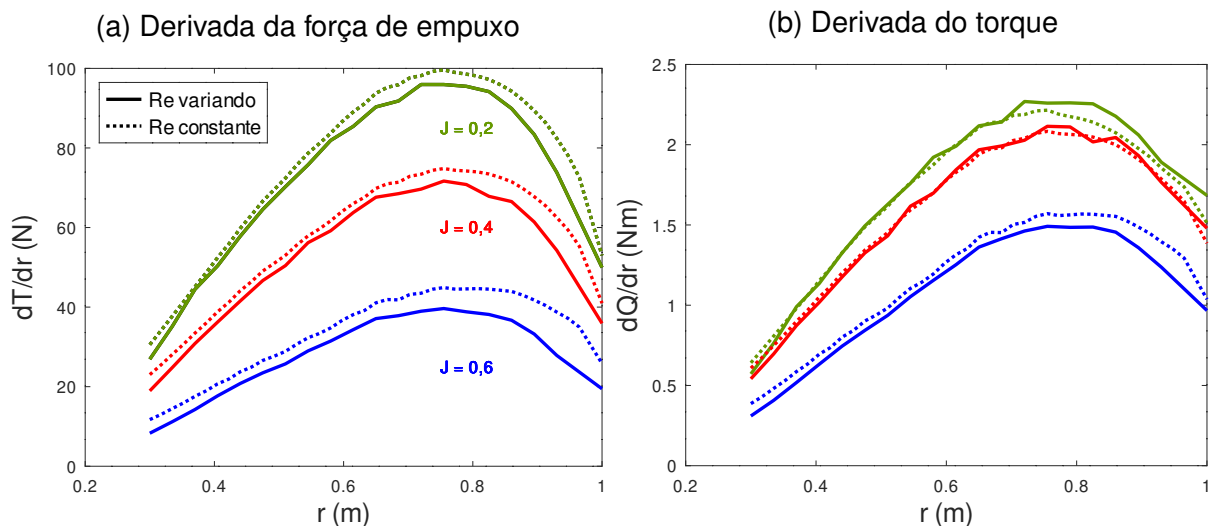 (a) Derivada da força de empuxo
dT/dr (N)
100
80
60
40
20
0
Re variando
Re constante
J = 0,2
J = 0,4
J = 0,6
0.2
0.4
0.6
0.8
1
r (m)
(b) Derivada do torque
dQ/dr (Nm)
2.5
2
1.5
1
0.5
0
0.2
0.4
0.6
0.8
1
r (m)